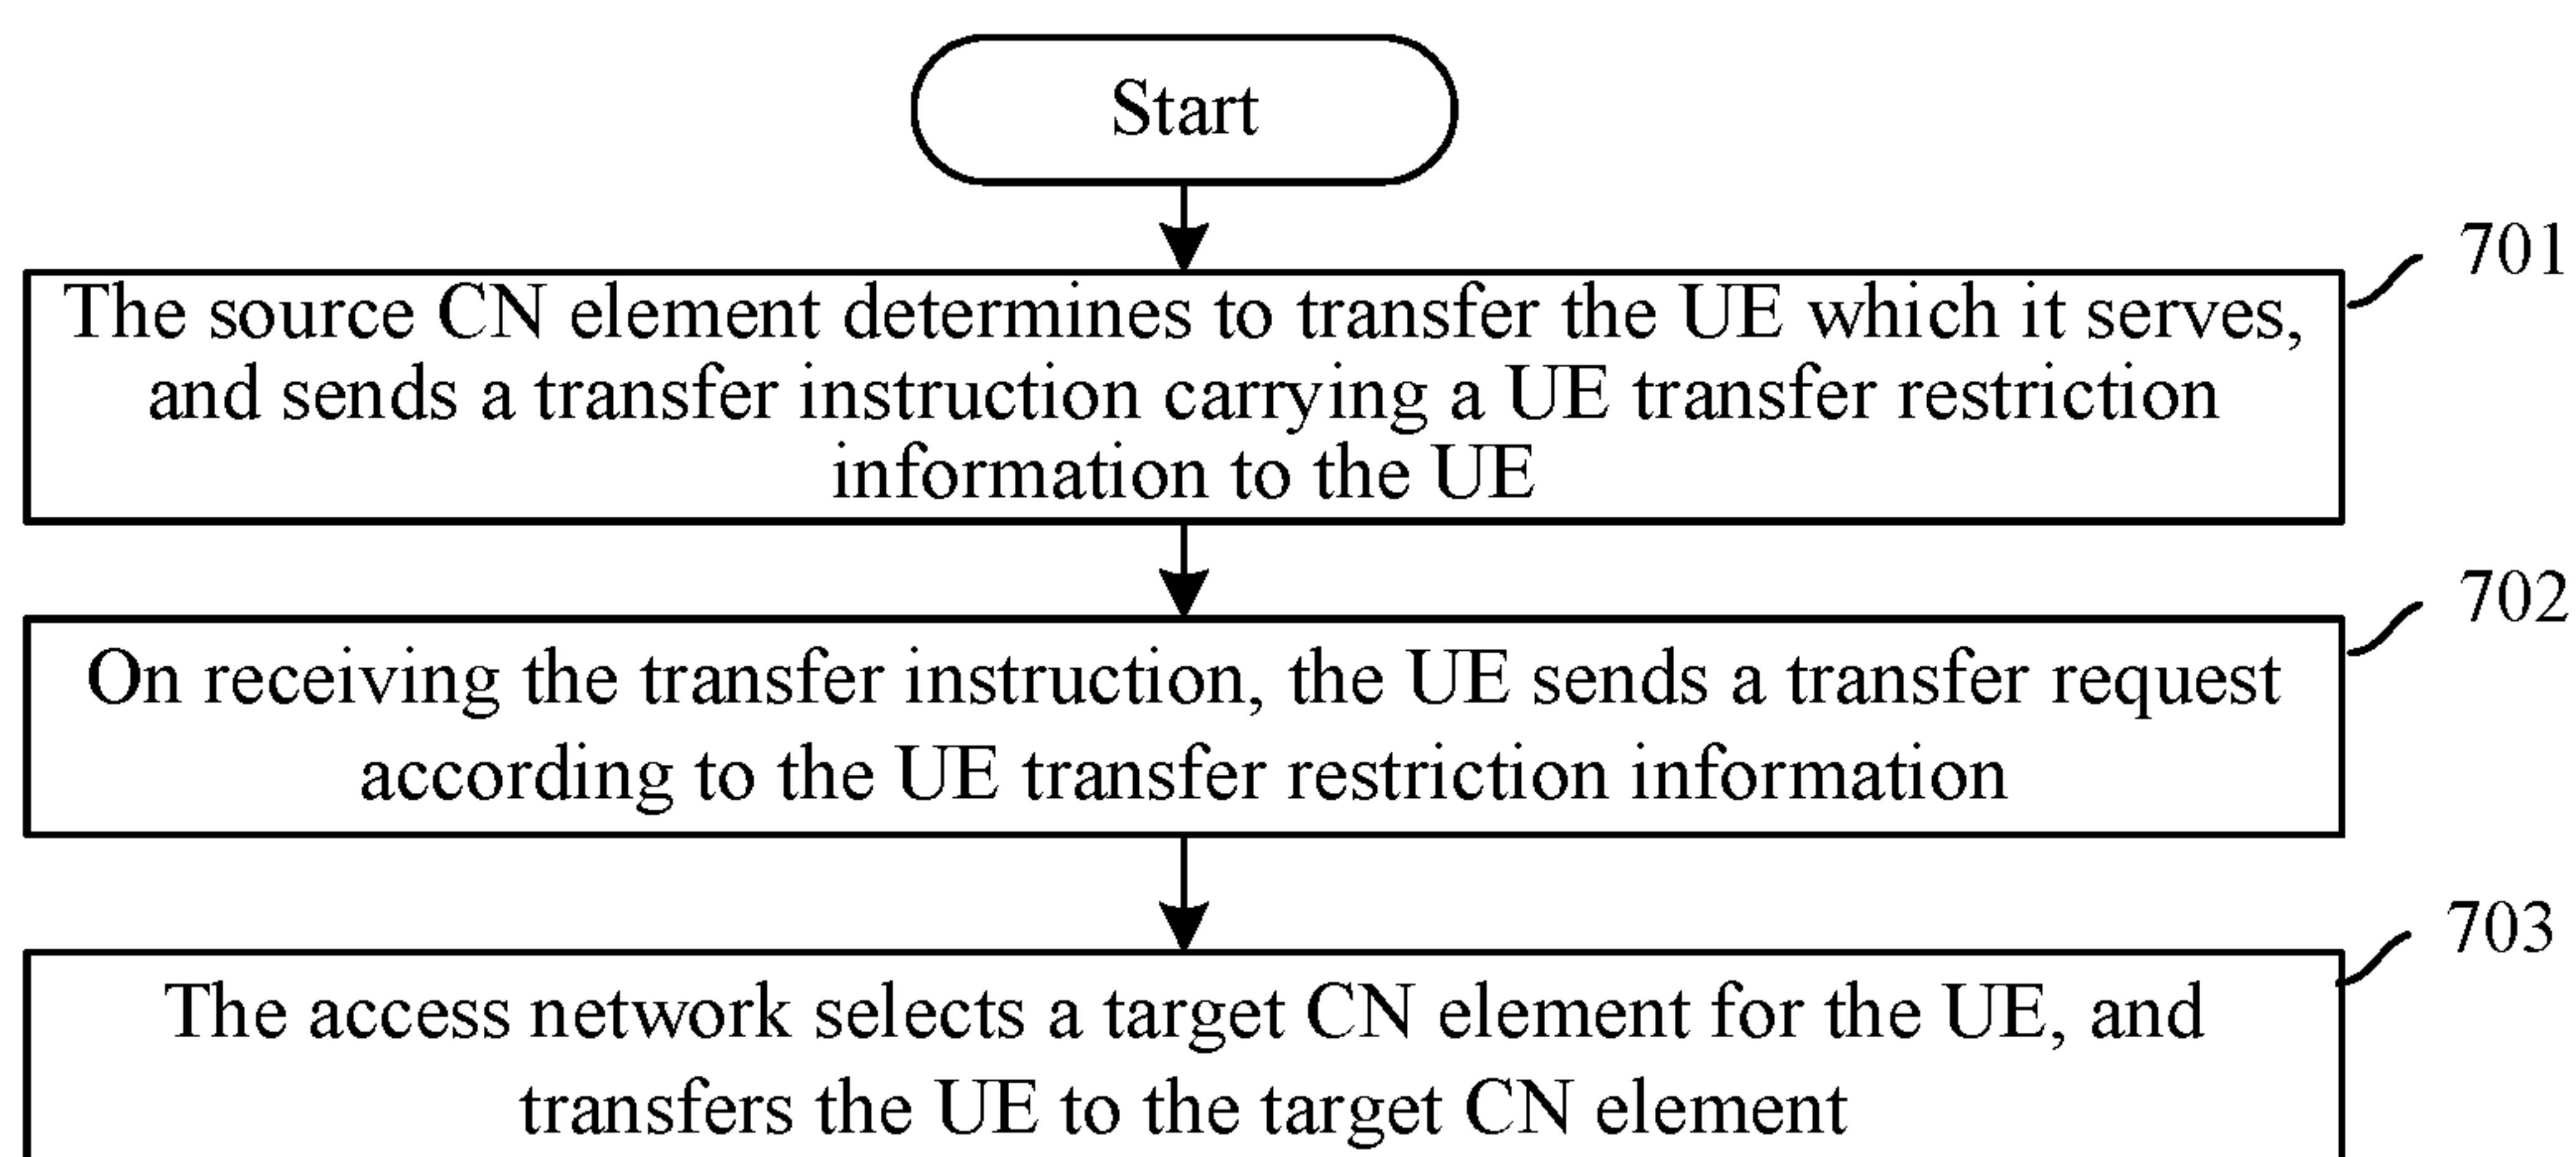 Start
701
The source CN element determines to transfer the UE which it serves,
and sends a transfer instruction carrying a UE transfer restriction
information to the UE
702
On receiving the transfer instruction, the UE sends a transfer request
according to the UE transfer restriction information
703
The access network selects a target CN element for the UE, and
transfers the UE to the target CN element